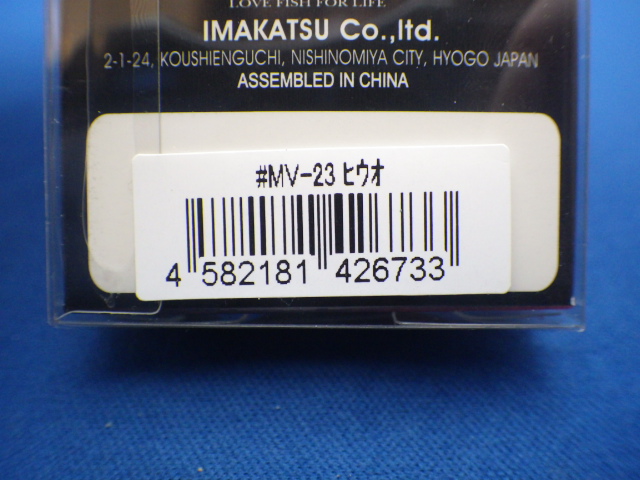 LOVE FISH FOR LIFE
IMAKATSU Co.,ltd.
2-1-24, KOUSHIENGUCHI, NISHINOMIYA CITY, HYOGO JAPAN
ASSEMBLED IN CHINA
#MV-23 ヒウオ
4 582181 426733